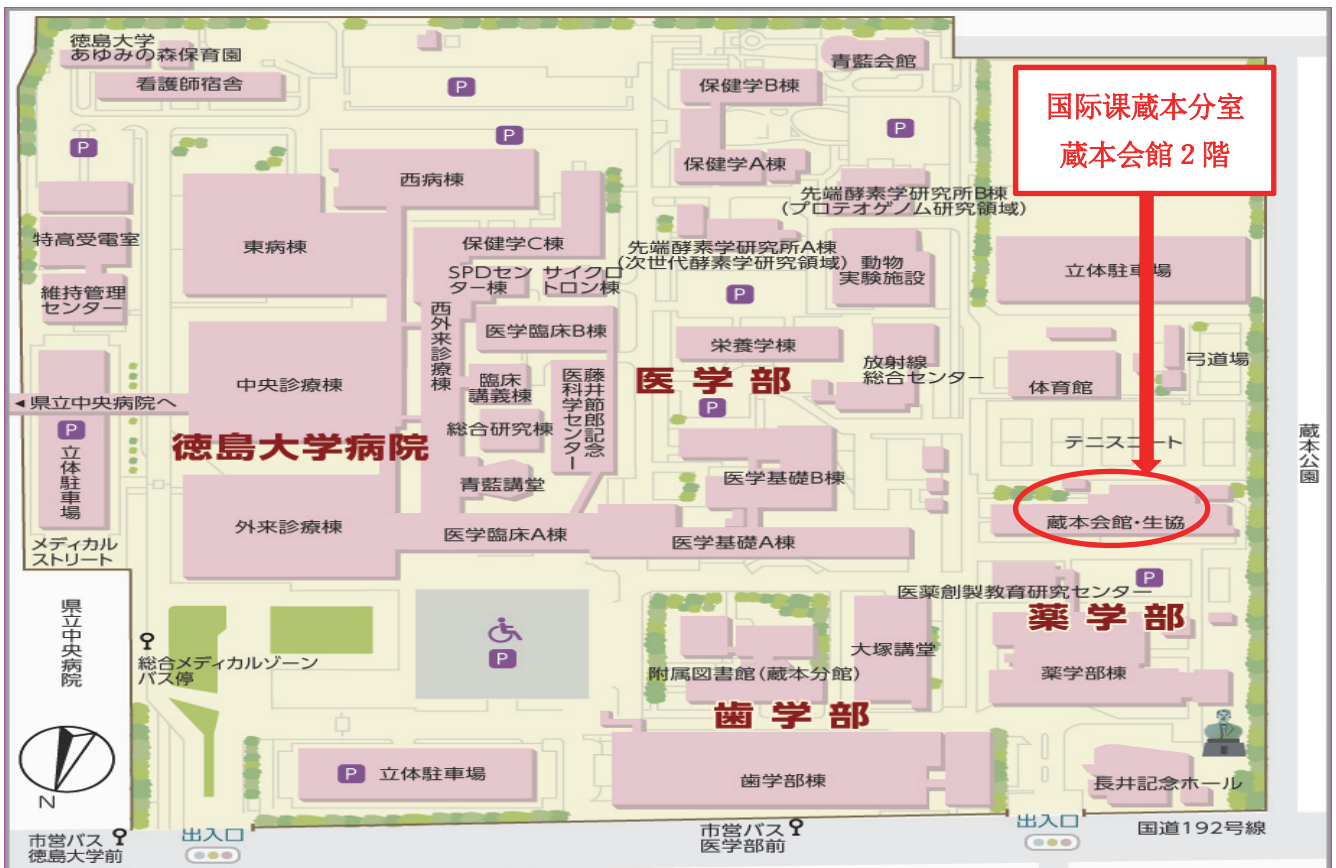 徳島大学
あゆみの森保育園
看護師宿舎
P
P
P
保健学B棟
青藍会館
P
国际课蔵本分室
蔵本会館2階
西病棟
保健学A棟
先端酵素学研究所B棟
(プロテオゲノム研究領域)
特高受電室
東病棟
保健学C棟
先端酵素学研究所A棟
(次世代酵素学研究領域)
動物
実験施設
立体駐車場
維持管理
センター
SPDセン
ター棟
サイクロ
トロン棟
P
西外来診療棟
医学臨床B棟
栄養学棟
放射線
総合センター
弓道場
体育館
中央診療棟
臨床
講義棟
藤井節郎記念
医科学センター
医学部
◀県立中央病院へ
P
P
立体駐車場
徳島大学病院
総合研究棟
テニスコート
蔵本公園
青藍講堂
医学基礎B棟
外来診療棟
医学臨床A棟
医学基礎A棟
蔵本会館・生協
メディカル
ストリート
P
医薬創製教育研究センター
薬学部
県立中央病院
総合メディカルゾーン
バス停
P
附属図書館(蔵本分館)
大塚講堂
薬学部棟
歯学部
N
P
立体駐車場
歯学部棟
長井記念ホール
市営バス
徳島大学前
出入口
市営バス
医学部前
出入口
国道192号線